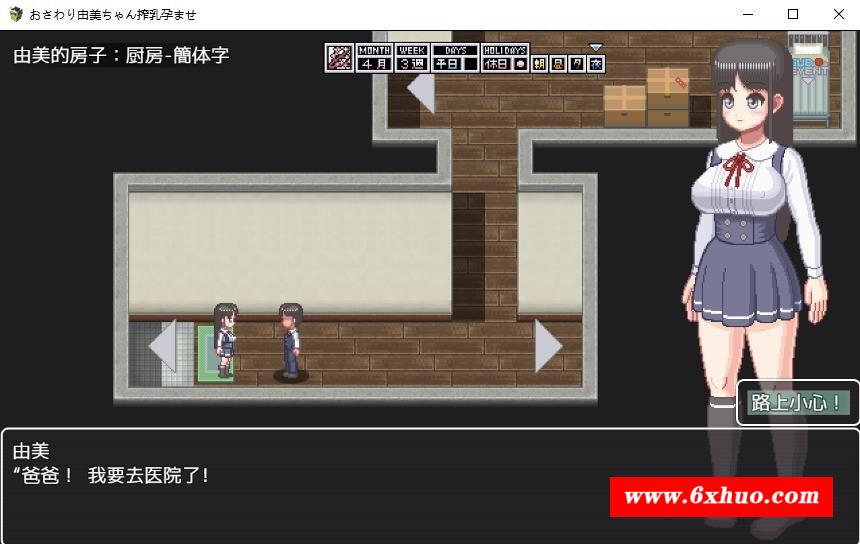 おさわり由美ちゃん搾乳孕ませ
由美的房子：厨房-簡体字
MONTH WEEK DAYS HOLIDAYS
4月 3週 平日 休日 朝 昼 夕 夜
EVENT
路上小心！
由美
“爸爸！ 我要去医院了!
www.6xhuo.com